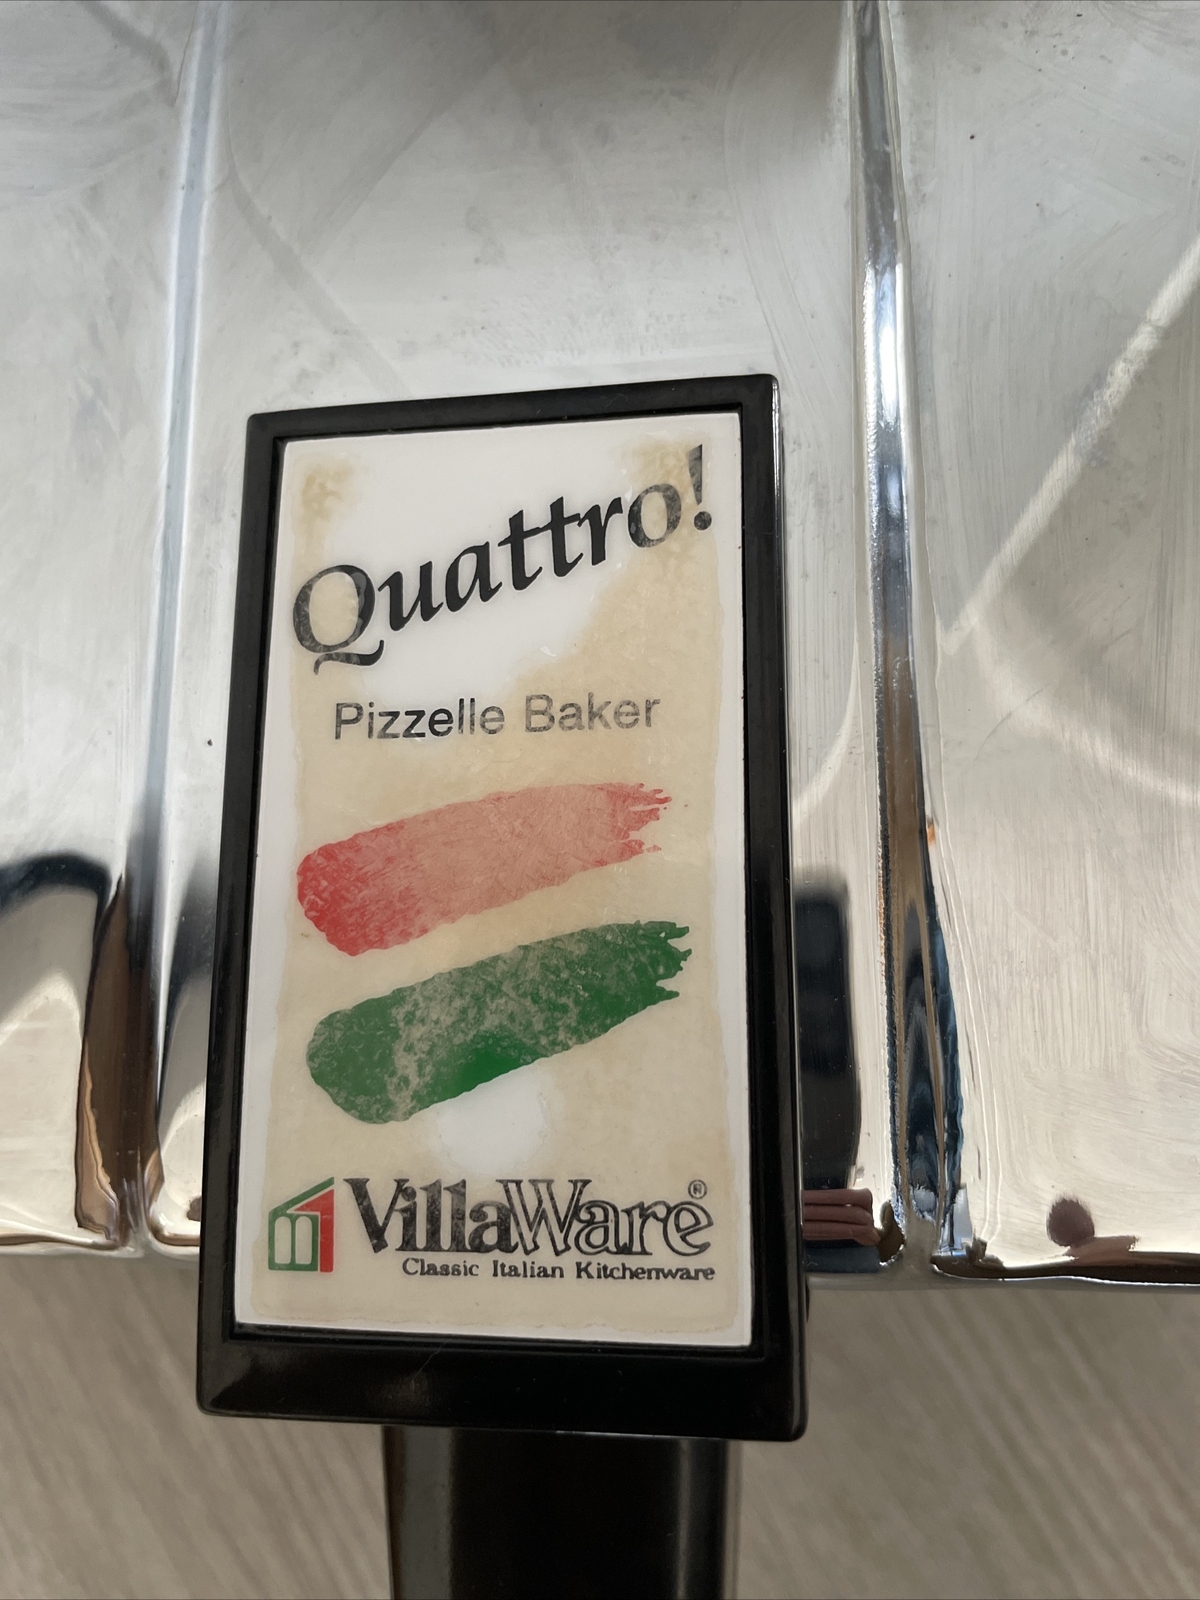 Quattro!
Pizzelle Baker
VillaWare®
Classic Italian Kitchenware